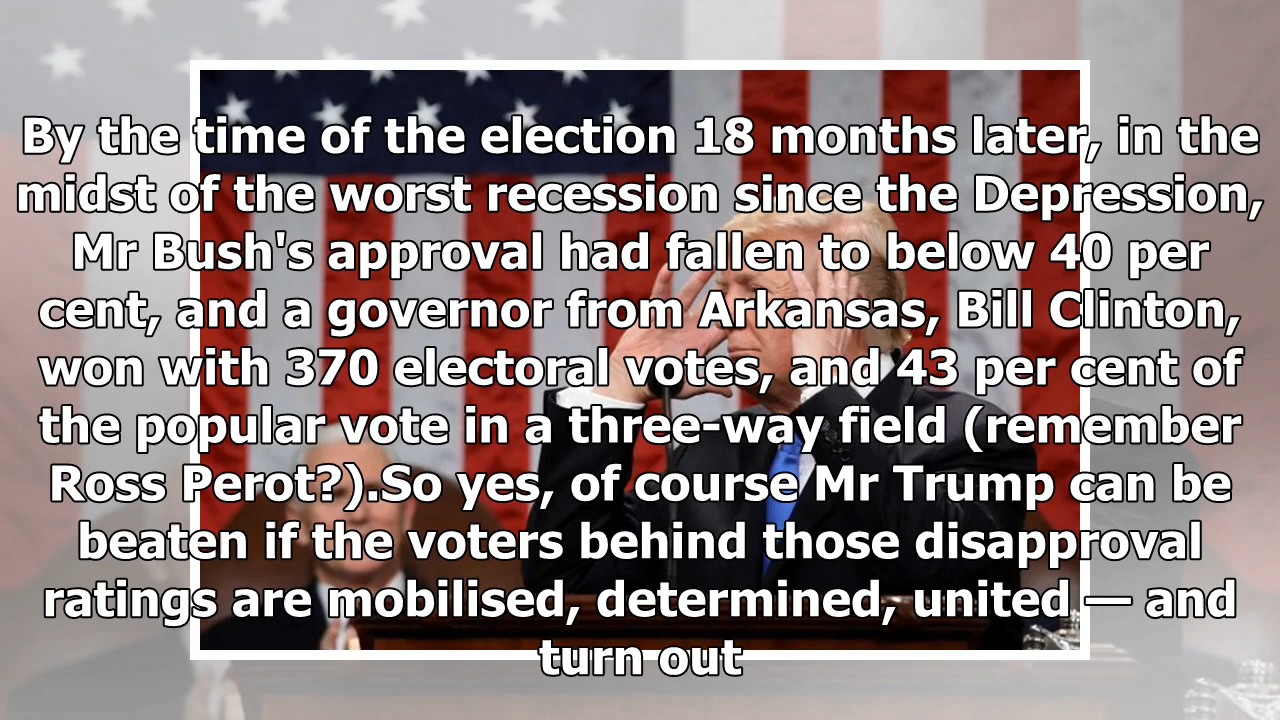 By the time of the election 18 months later, in the
midst of the worst recession since the Depression,
Mr Bush's approval had fallen to below 40 per
cent, and a governor from Arkansas, Bill Clinton,
won with 370 electoral votes, and 43 per cent of
the popular vote in a three-way field (remember
Ross Perot?).So yes, of course Mr Trump can be
beaten if the voters behind those disapproval
ratings are mobilised, determined, united — and
turn out